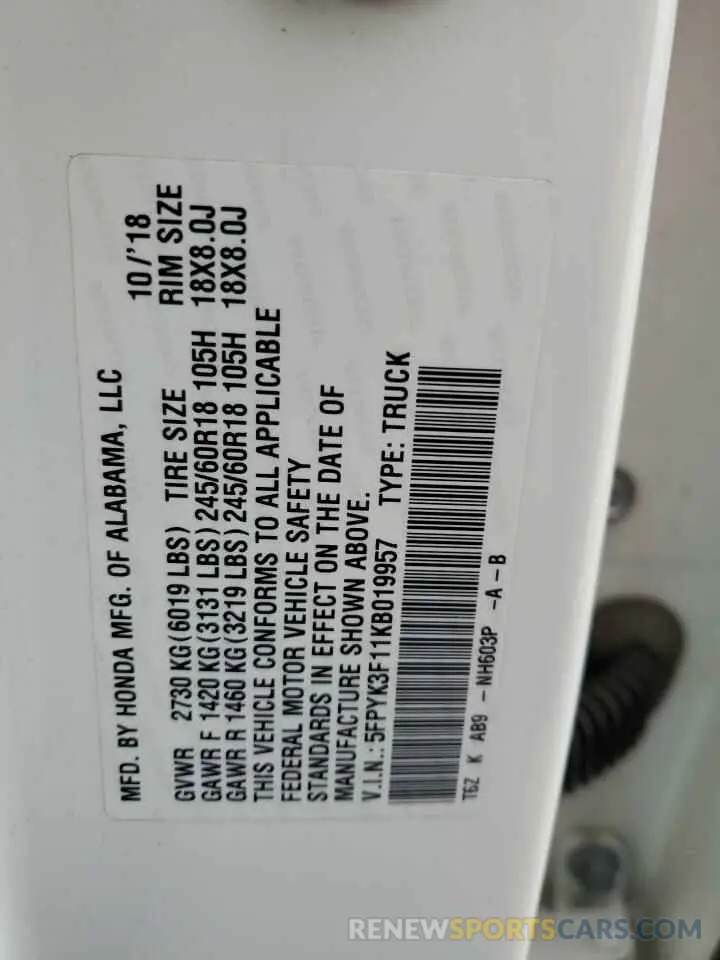 MFD. BY HONDA MFG. OF ALABAMA, LLC 10/'18
GVWR 2730 KG(6019 LBS) TIRE SIZE RIM SIZE
GAWR F 1420 KG(3131 LBS) 245/60R18 105H 18X8.0J
GAWR R 1460 KG(3219 LBS) 245/60R18 105H 18X8.0J
THIS VEHICLE CONFORMS TO ALL APPLICABLE
FEDERAL MOTOR VEHICLE SAFETY
STANDARDS IN EFFECT ON THE DATE OF
MANUFACTURE SHOWN ABOVE.
V.I.N.: 5FPYK3F11KB019957 TYPE: TRUCK
T6Z K AB9 - NH603P - A - B
RENEWSPORTSCARS.COM